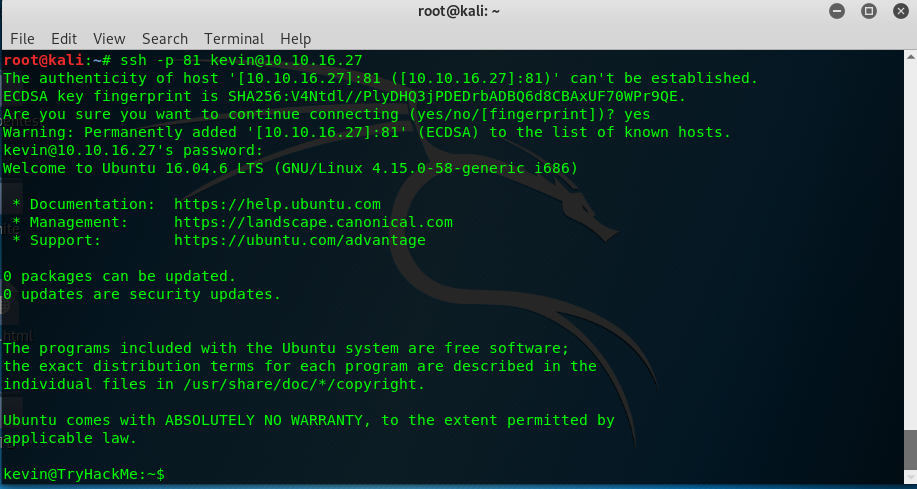 root@kali: ~
File Edit View Search Terminal Help
root@kali:~# ssh -p 81 kevin@10.10.16.27
The authenticity of host '[10.10.16.27]:81 ([10.10.16.27]:81)' can't be established.
ECDSA key fingerprint is SHA256:V4Ntdl//PlyDHQ3jPDEDrbADBQ6d8CBAxUF70WPr9QE.
Are you sure you want to continue connecting (yes/no/[fingerprint])? yes
Warning: Permanently added '[10.10.16.27]:81' (ECDSA) to the list of known hosts.
kevin@10.10.16.27's password:
Welcome to Ubuntu 16.04.6 LTS (GNU/Linux 4.15.0-58-generic i686)
* Documentation: https://help.ubuntu.com
* Management: https://landscape.canonical.com
* Support: https://ubuntu.com/advantage
0 packages can be updated.
0 updates are security updates.
The programs included with the Ubuntu system are free software;
the exact distribution terms for each program are described in the
individual files in /usr/share/doc/*/copyright.
Ubuntu comes with ABSOLUTELY NO WARRANTY, to the extent permitted by
applicable law.
kevin@TryHackMe:~$